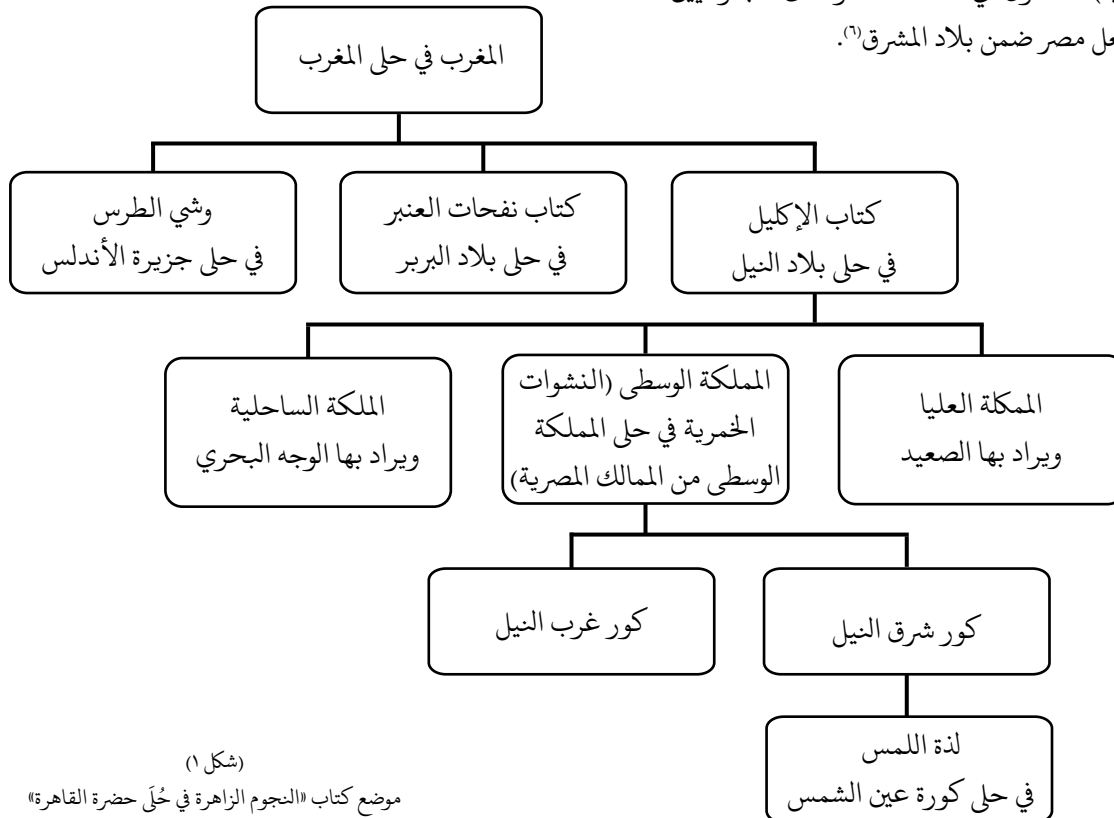 عل مصر ضمن بلاد المشرق(٦).
المغرب في حلى المغرب
كتاب الإكليل
في حلى بلاد النيل
كتاب نفحات العنبر
في حلى بلاد البربر
وشي الطرس
في حلى جزيرة الأندلس
الممكلة العليا
ويراد بها الصعيد
المملكة الوسطى (النشوات
الخمرية في حلى المملكة
الوسطى من الممالك المصرية)
الملكة الساحلية
ويراد بها الوجه البحري
كور شرق النيل
كور غرب النيل
لذة اللمس
في حلى كورة عين الشمس
(شكل ١)
موضع كتاب «النجوم الزاهرة في حُلَى حضرة القاهرة»